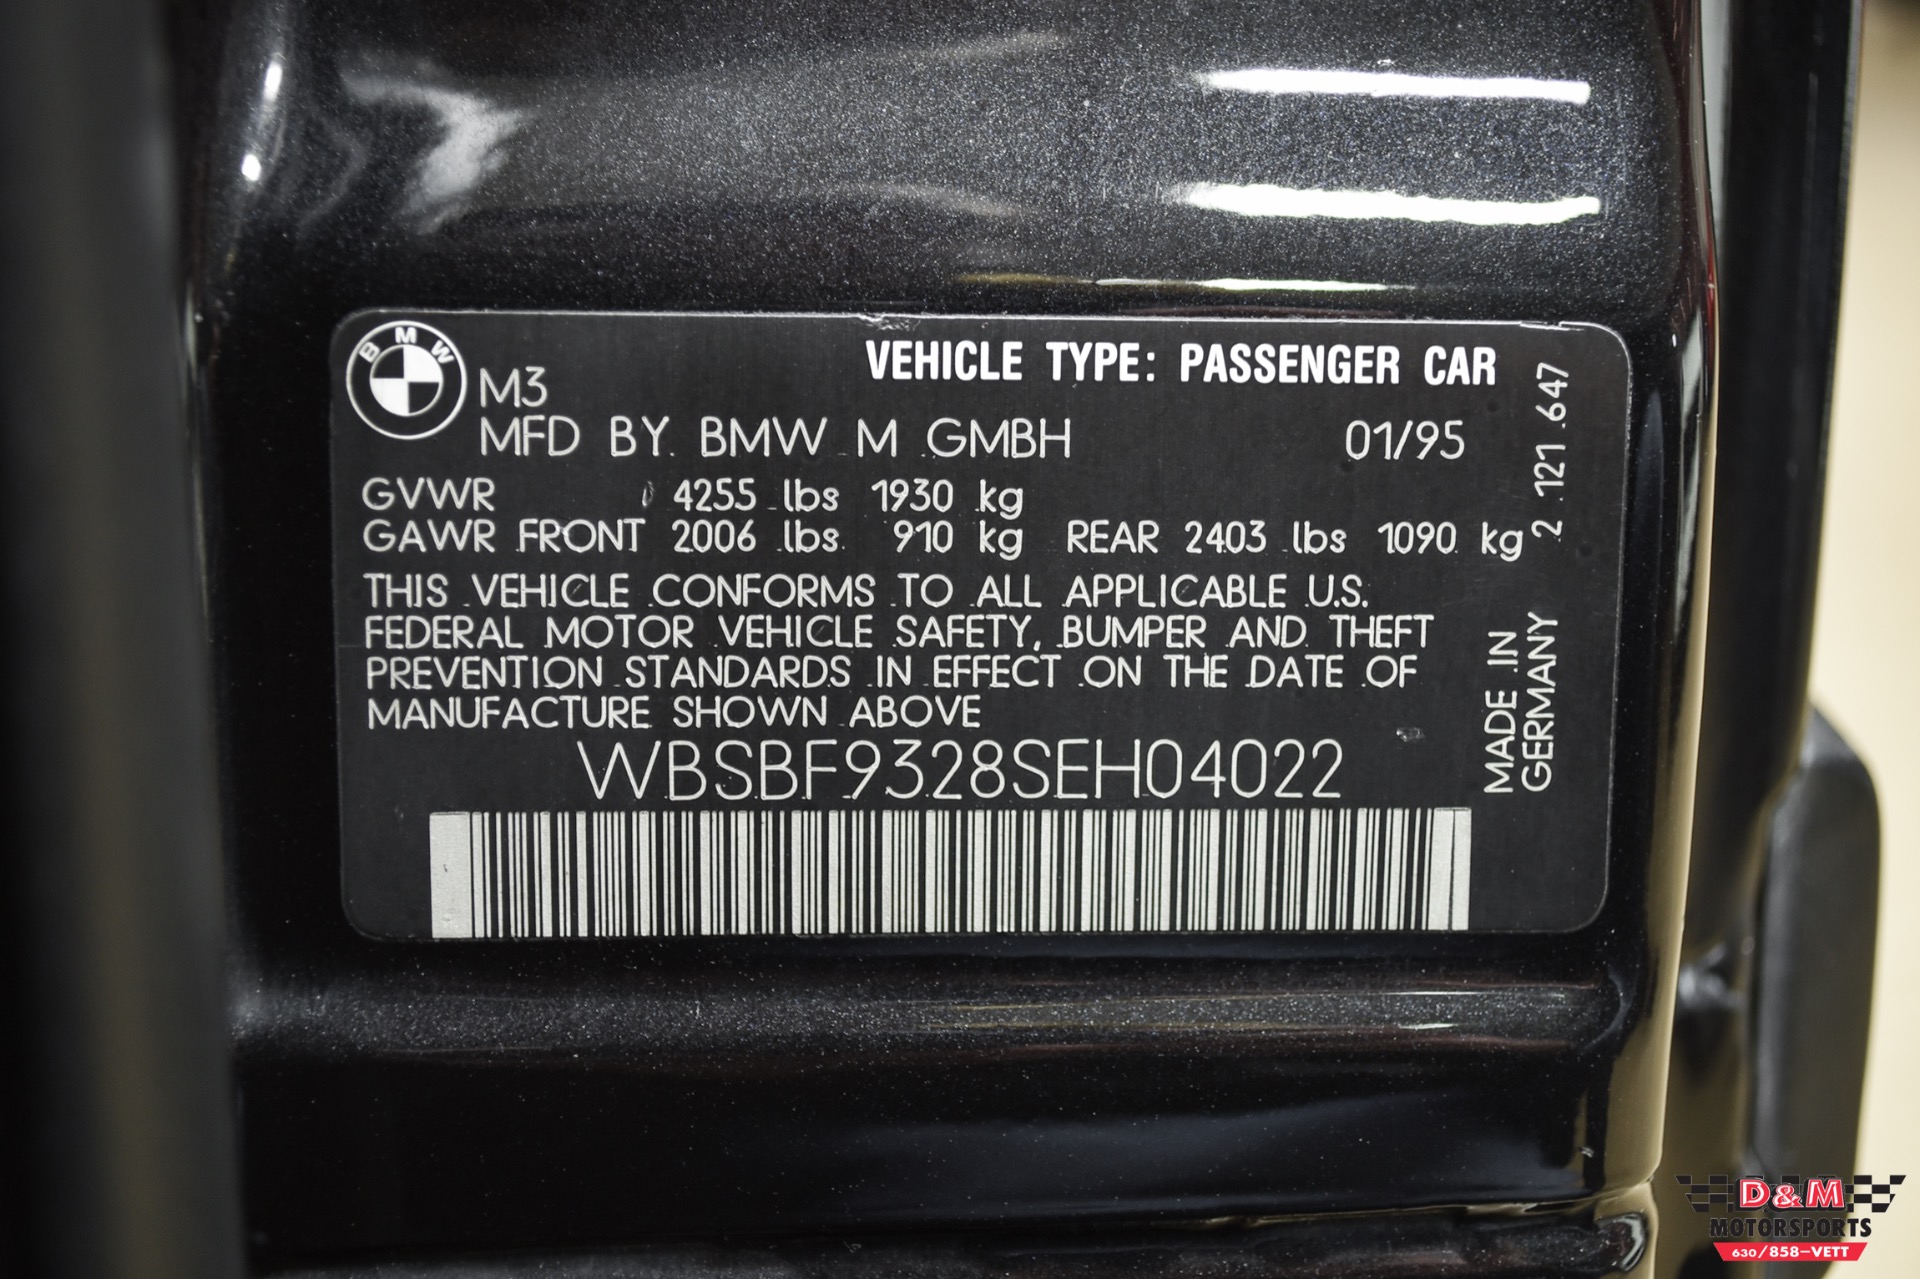 BMW
M3
VEHICLE TYPE: PASSENGER CAR
MFD BY BMW M GMBH 01/95
GVWR 4255 lbs 1930 kg
GAWR FRONT 2006 lbs 910 kg REAR 2403 lbs 1090 kg
THIS VEHICLE CONFORMS TO ALL APPLICABLE U.S.
FEDERAL MOTOR VEHICLE SAFETY, BUMPER AND THEFT
PREVENTION STANDARDS IN EFFECT ON THE DATE OF
MANUFACTURE SHOWN ABOVE
WBSBF9328SEH04022
2 121 647
MADE IN
GERMANY
D&M
MOTORSPORTS
630/858-VETT